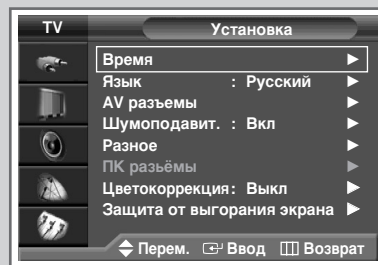 TV Установка
Время
Язык : Русский
AV разъемы
Шумоподавит. : Вкл
Разное
ПК разьёмы
Цветокоррекция: Выкл
Защита от выгорания экрана
Перем. Ввод Возврат